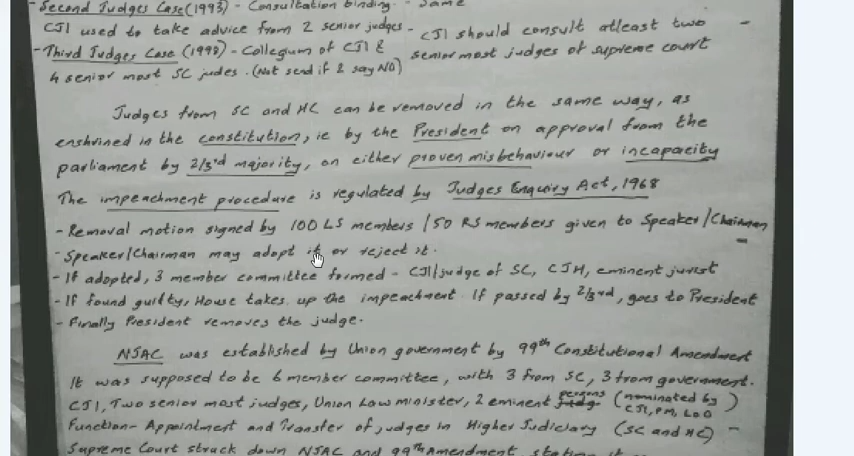 - Second Judges Case (1993) - Consultation binding. - Same
CJI used to take advice from 2 senior judges - CJI should consult atleast two
- Third Judges Case (1998) - Collegium of CJI & senior most judges of supreme court
4 senior most SC judes. (Not send if 2 say NO)
Judges from SC and HC can be removed in the same way, as
enshrined in the constitution, ie by the President on approval from the
parliament by 2/3rd majority, on either proven misbehaviour or incapacity
The impeachment procedure is regulated by Judges Enquiry Act, 1968
- Removal motion signed by 100 LS members / 50 RS members given to Speaker/Chairman
- Speaker/Chairman may adopt it or reject it.
- If adopted, 3 member committee formed - CJI/judge of SC, CJH, eminent jurist
- If found guilty, House takes up the impeachment. If passed by 2/3rd, goes to President
- Finally President removes the judge.
NJAC was established by Union government by 99th Constitutional Amendment
It was supposed to be 6 member committee, with 3 from SC, 3 from government.
CJI, Two senior most judges, Union Law minister, 2 eminent persons (nominated by CJI, PM, LOO)
Function - Appointment and Transfer of judges in Higher Judiciary (SC and HC) -
Supreme Court struck down NJAC and 99th Amendment, stating it